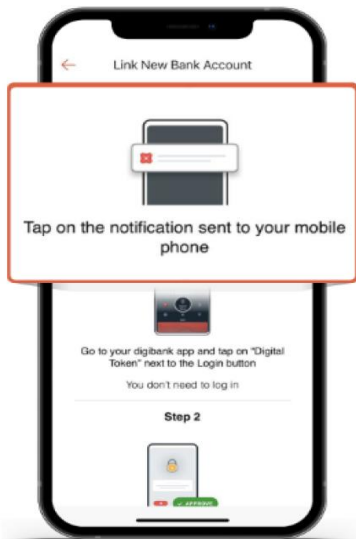 Link New Bank Account
Tap on the notification sent to your mobile
phone
Go to your digibank app and tap on "Digital
Token" next to the Login button
You don't need to log in
Step 2
APPROVE